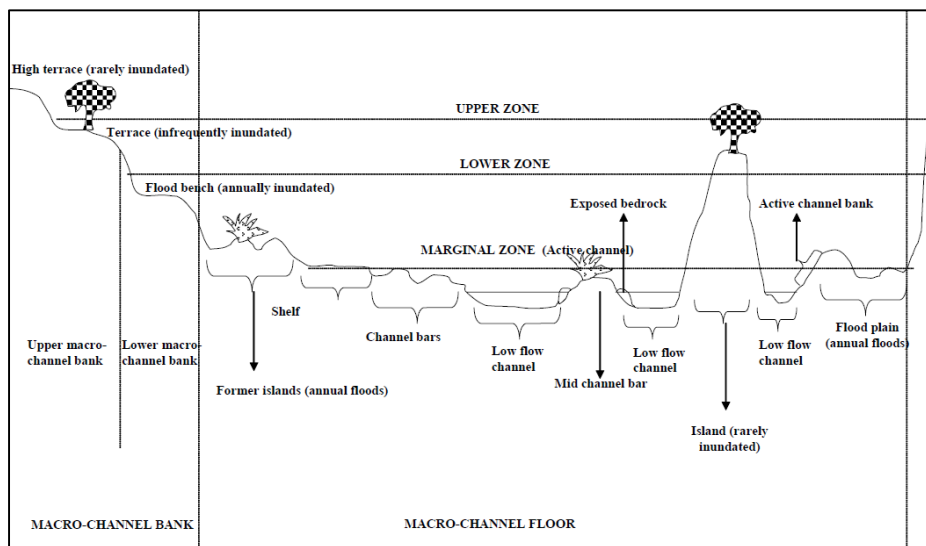 High terrace (rarely inundated)
UPPER ZONE
Terrace (infrequently inundated)
LOWER ZONE
Flood bench (annually inundated)
Exposed bedrock
Active channel bank
MARGINAL ZONE (Active channel)
Shelf
Channel bars
Low flow
channel
Mid channel bar
Low flow
channel
Low flow
channel
Flood plain
(annual floods)
Upper macro-
channel bank
Lower macro-
channel bank
Former islands (annual floods)
Island (rarely
inundated)
MACRO-CHANNEL BANK
MACRO-CHANNEL FLOOR